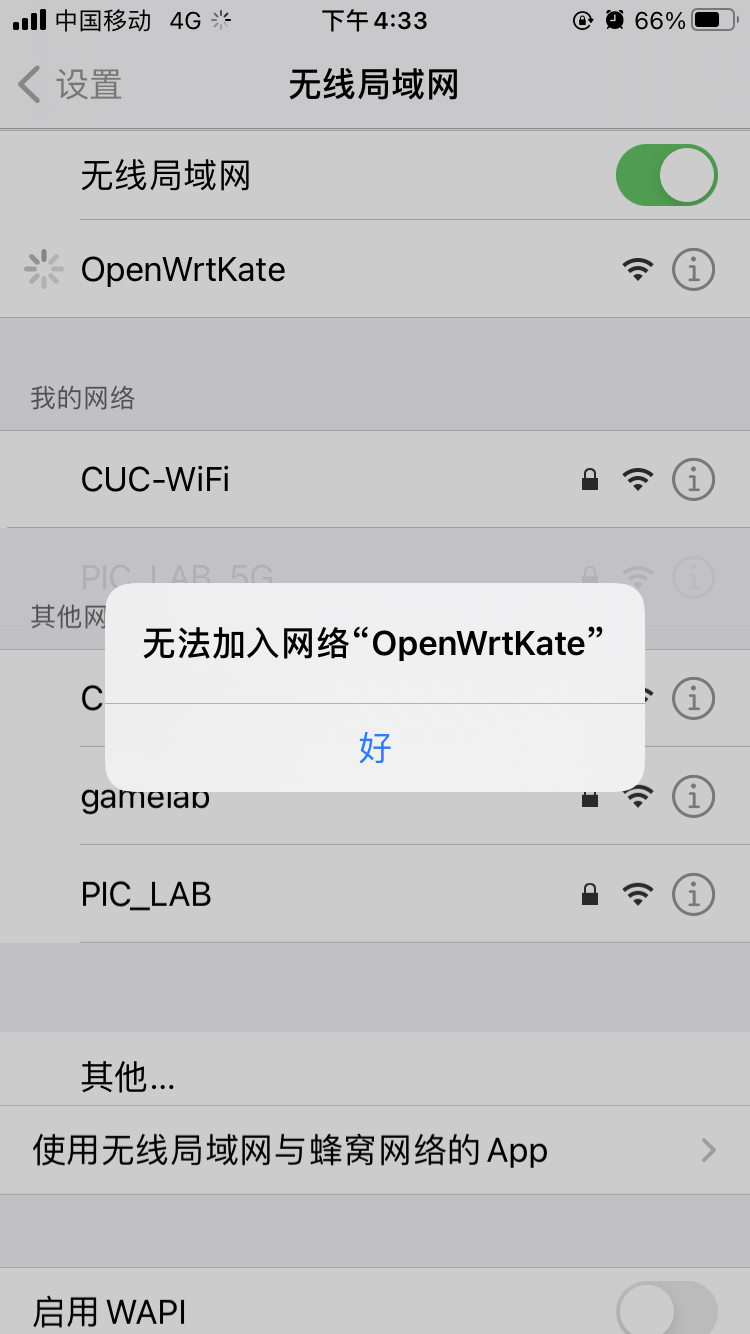 中国移动 4G 下午4:33 66%
设置 无线局域网
无线局域网
OpenWrtKate
我的网络
CUC-WiFi
PIC_LAB_5G
其他网
无法加入网络“OpenWrtKate”
C
好
gamelab
PIC_LAB
其他...
使用无线局域网与蜂窝网络的 App
启用 WAPI